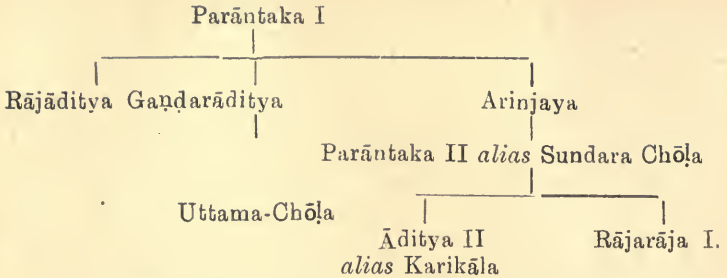 Parāntaka I
Rājāditya Gaṇḍarāditya Arinjaya
Parāntaka II alias Sundara Chōḷa
Uttama-Chōḷa
Āditya II Rājarāja I.
alias Karikāla